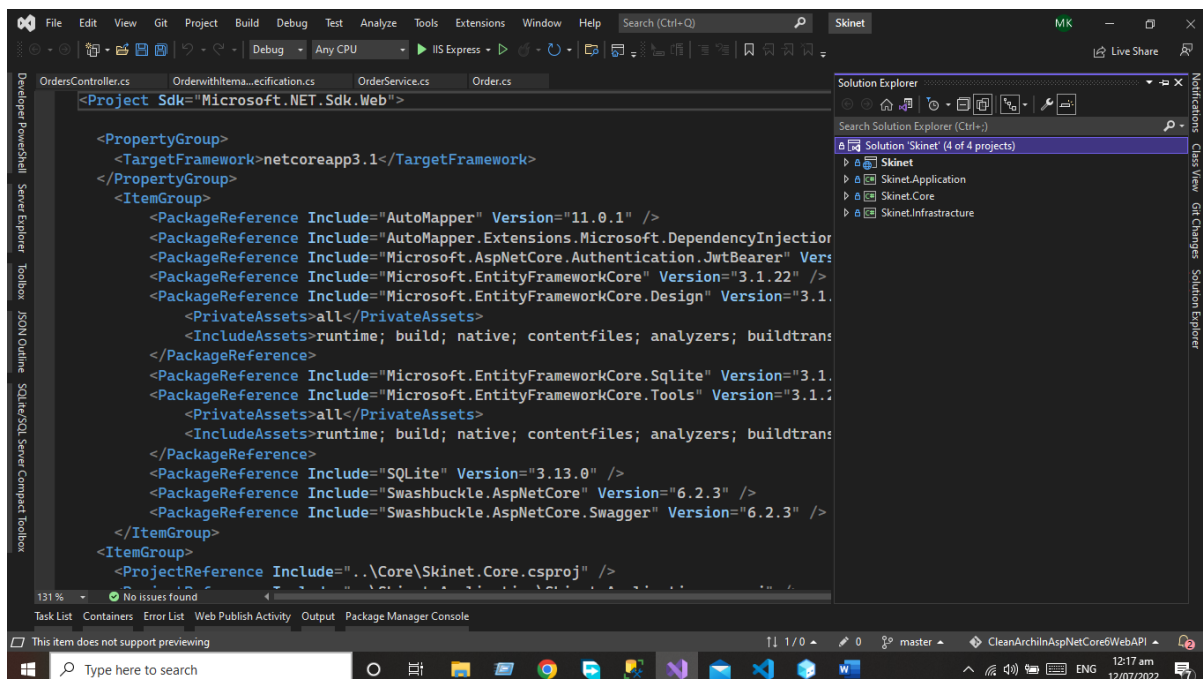 File Edit View Git Project Build Debug Test Analyze Tools Extensions Window Help Search (Ctrl+Q) Skinet MK
Debug Any CPU IIS Express Live Share
OrdersController.cs OrderwithItema...ecification.cs OrderService.cs Order.cs
<Project Sdk="Microsoft.NET.Sdk.Web">
<PropertyGroup>
<TargetFramework>netcoreapp3.1</TargetFramework>
</PropertyGroup>
<ItemGroup>
<PackageReference Include="AutoMapper" Version="11.0.1" />
<PackageReference Include="AutoMapper.Extensions.Microsoft.DependencyInjection
<PackageReference Include="Microsoft.AspNetCore.Authentication.JwtBearer" Vers
<PackageReference Include="Microsoft.EntityFrameworkCore" Version="3.1.22" />
<PackageReference Include="Microsoft.EntityFrameworkCore.Design" Version="3.1.
<PrivateAssets>all</PrivateAssets>
<IncludeAssets>runtime; build; native; contentfiles; analyzers; buildtrans
</PackageReference>
<PackageReference Include="Microsoft.EntityFrameworkCore.Sqlite" Version="3.1.
<PackageReference Include="Microsoft.EntityFrameworkCore.Tools" Version="3.1.2
<PrivateAssets>all</PrivateAssets>
<IncludeAssets>runtime; build; native; contentfiles; analyzers; buildtrans
</PackageReference>
<PackageReference Include="SQLite" Version="3.13.0" />
<PackageReference Include="Swashbuckle.AspNetCore" Version="6.2.3" />
<PackageReference Include="Swashbuckle.AspNetCore.Swagger" Version="6.2.3" />
</ItemGroup>
<ItemGroup>
<ProjectReference Include="..\Core\Skinet.Core.csproj" />
Solution Explorer
Search Solution Explorer (Ctrl+;)
Solution 'Skinet' (4 of 4 projects)
Skinet
Skinet.Application
Skinet.Core
Skinet.Infrastracture
Developer PowerShell
Server Explorer
Toolbox
JSON Outline
SQLite/SQL Server Compact Toolbox
Notifications
Class View
Git Changes
Solution Explorer
131 % No issues found
Task List Containers Error List Web Publish Activity Output Package Manager Console
This item does not support previewing 1 / 0 0 master CleanArchiInAspNetCore6WebAPI 2
Type here to search ENG 12:17 am
12/07/2022 7